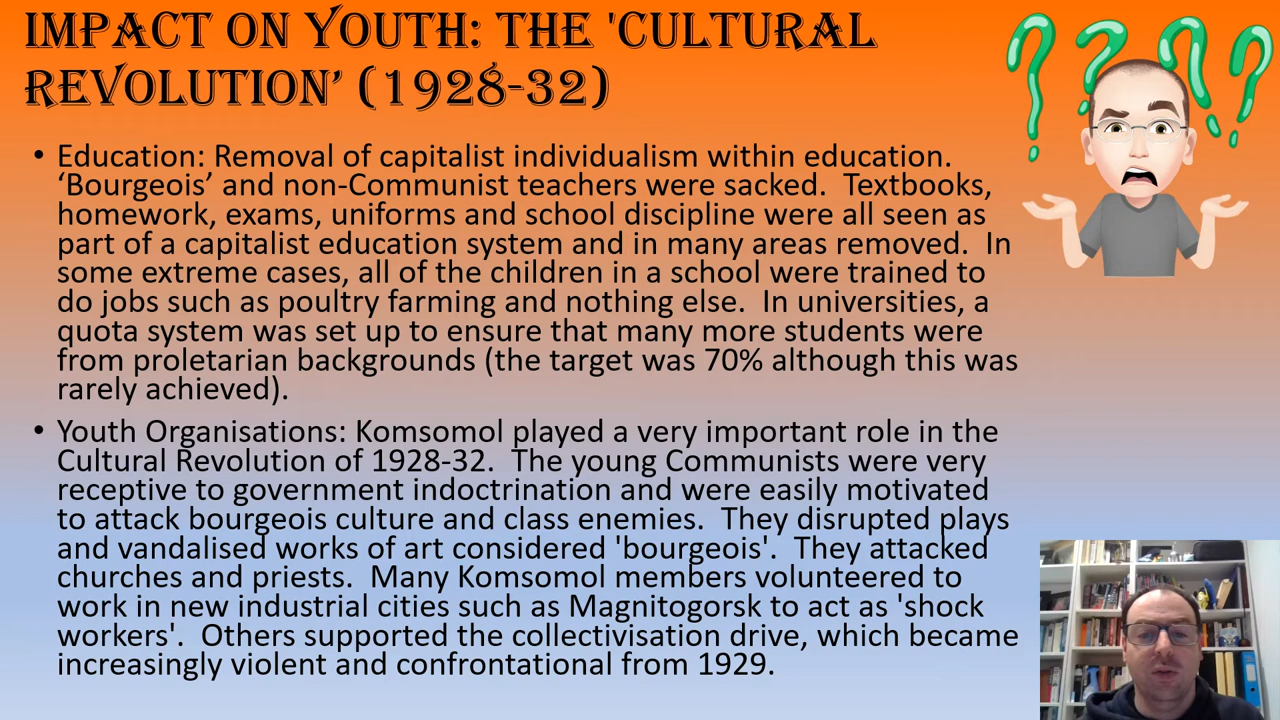 IMPACT ON YOUTH: THE 'CULTURAL
REVOLUTION’ (1928-32)
• Education: Removal of capitalist individualism within education.
‘Bourgeois’ and non-Communist teachers were sacked.  Textbooks,
homework, exams, uniforms and school discipline were all seen as
part of a capitalist education system and in many areas removed.  In
some extreme cases, all of the children in a school were trained to
do jobs such as poultry farming and nothing else.  In universities, a
quota system was set up to ensure that many more students were
from proletarian backgrounds (the target was 70% although this was
rarely achieved).
• Youth Organisations: Komsomol played a very important role in the
Cultural Revolution of 1928-32.  The young Communists were very
receptive to government indoctrination and were easily motivated
to attack bourgeois culture and class enemies.  They disrupted plays
and vandalised works of art considered 'bourgeois'.  They attacked
churches and priests.  Many Komsomol members volunteered to
work in new industrial cities such as Magnitogorsk to act as 'shock
workers'.  Others supported the collectivisation drive, which became
increasingly violent and confrontational from 1929.
????